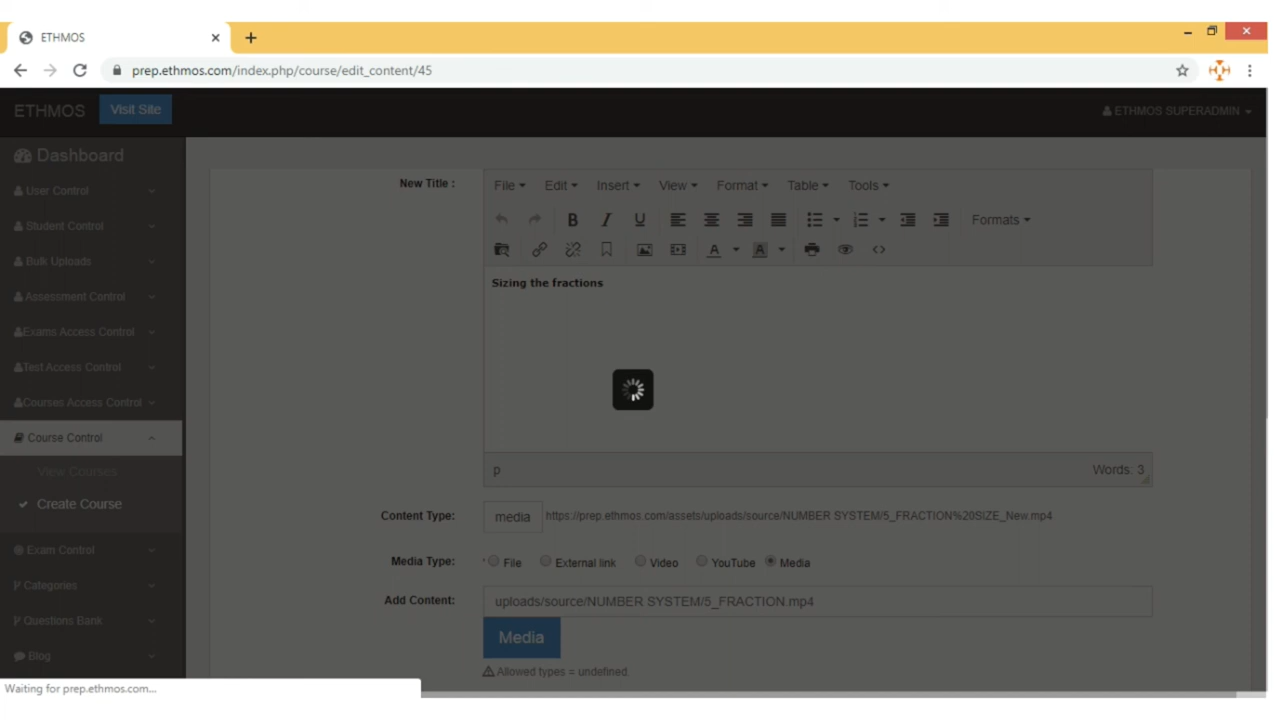 ETHMOS
prep.ethmos.com/index.php/course/edit_content/45
ETHMOS Visit Site ETHMOS SUPERADMIN
Dashboard
User Control
Student Control
Bulk Uploads
Assessment Control
Exams Access Control
Test Access Control
Courses Access Control
Course Control
View Courses
Create Course
Exam Control
Categories
Questions Bank
Blog
New Title :
File Edit Insert View Format Table Tools
B I U Formats
A A
Sizing the fractions
p Words: 3
Content Type: media https://prep.ethmos.com/assets/uploads/source/NUMBER SYSTEM/5_FRACTION%20SIZE_New.mp4
Media Type: * File External link Video YouTube Media
Add Content: uploads/source/NUMBER SYSTEM/5_FRACTION.mp4
Media
Allowed types = undefined.
Waiting for prep.ethmos.com...